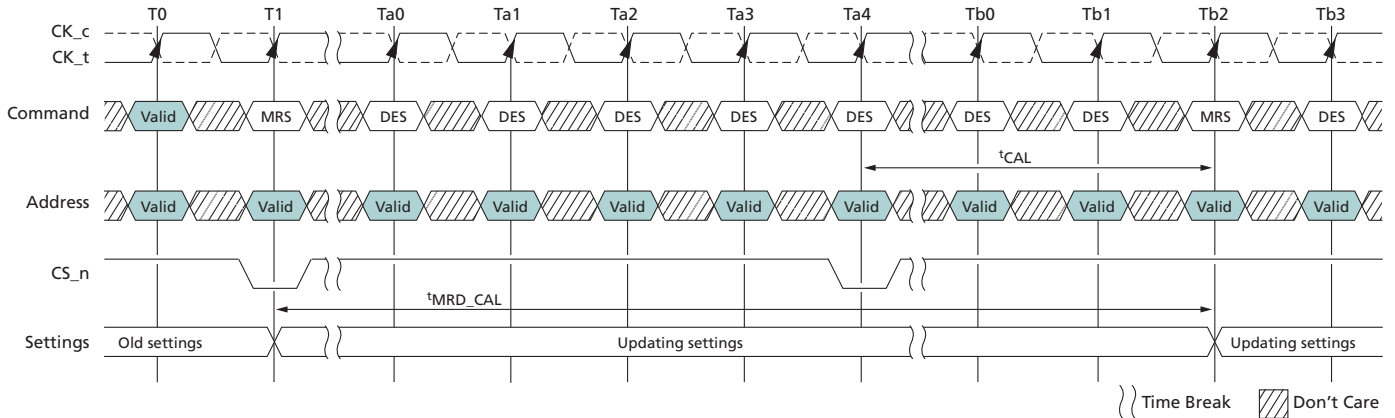 T0 T1 Ta0 Ta1 Ta2 Ta3 Ta4 Tb0 Tb1 Tb2 Tb3
CK_c
CK_t
Command Valid MRS DES DES DES DES DES DES DES MRS DES
tCAL
Address Valid Valid Valid Valid Valid Valid Valid Valid Valid Valid Valid
CS_n
tMRD_CAL
Settings Old settings Updating settings Updating settings
Time Break Don't Care